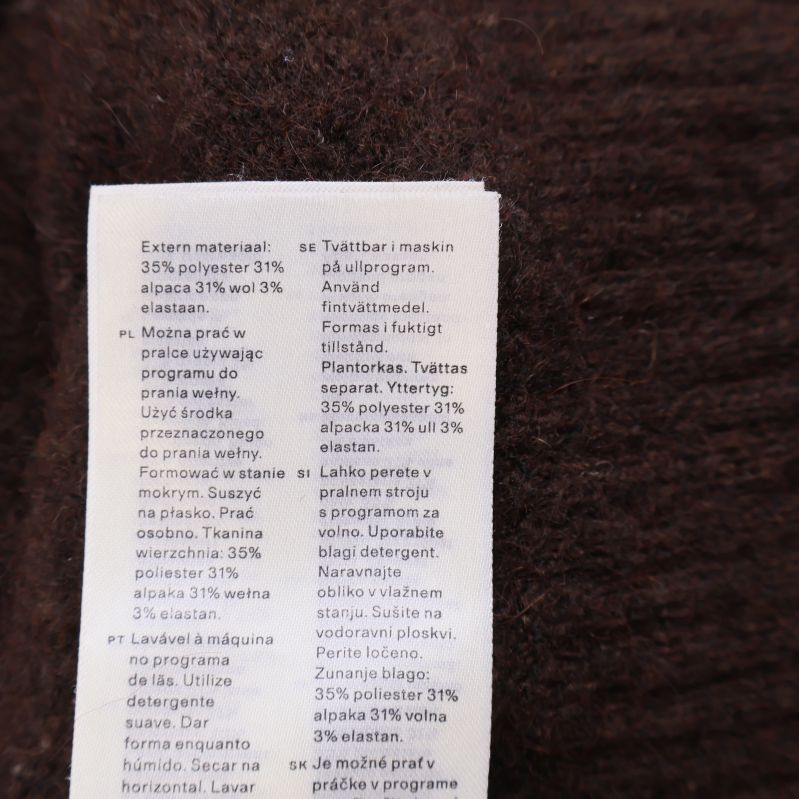 Extern materiaal:
35% polyester 31%
alpaca 31% wol 3%
elastaan.
PL Można prać w
pralce używając
programu do
prania wełny.
Użyć środka
przeznaczonego
do prania wełny.
Formować w stanie
mokrym. Suszyć
na płasko. Prać
osobno. Tkanina
wierzchnia: 35%
poliester 31%
alpaka 31% wełna
3% elastan.
PT Lavável à máquina
no programa
de lãs. Utilize
detergente
suave. Dar
forma enquanto
húmido. Secar na
horizontal. Lavar
SE Tvättbar i maskin
på ullprogram.
Använd
fintvättmedel.
Formas i fuktigt
tillstånd.
Plantorkas. Tvättas
separat. Yttertyg:
35% polyester 31%
alpacka 31% ull 3%
elastan.
SI Lahko perete v
pralnem stroju
s programom za
volno. Uporabite
blagi detergent.
Naravnajte
obliko v vlažnem
stanju. Sušite na
vodoravni ploskvi.
Perite ločeno.
Zunanje blago:
35% poliester 31%
alpaka 31% volna
3% elastan.
SK Je možné prať v
práčke v programe